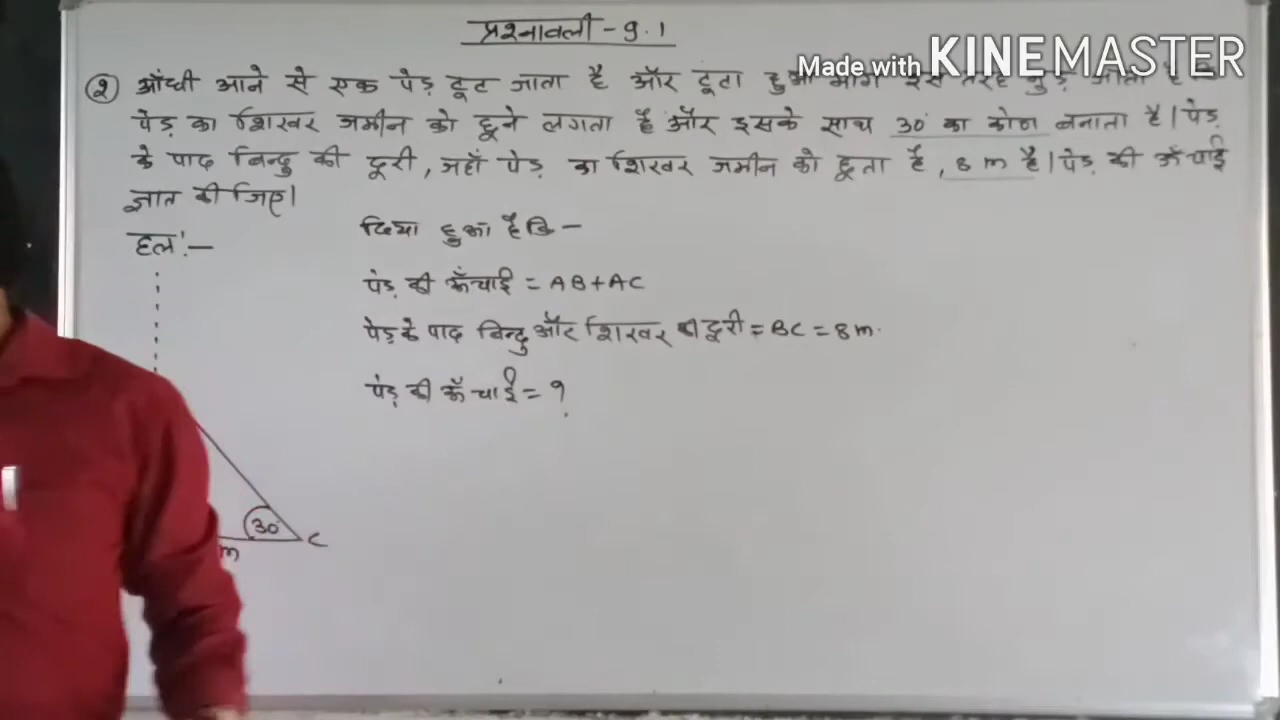 प्रश्नावली - 9.1
Made with KINEMASTER
② आँधी आने से एक पेड़ टूट जाता है और टूटा हुआ भाग इस तरह मुड़ जाता है
पेड़ का शिखर जमीन को छूने लगता है और इसके साथ 30° का कोण बनाता है। पेड़
के पाद बिन्दु की दूरी, जहाँ पेड़ का शिखर जमीन को छूता है, 8 m है। पेड़ की ऊँचाई
ज्ञात कीजिए।
हल:-
दिया हुआ है कि -
पेड़ की ऊँचाई = AB+AC
पेड़ के पाद बिन्दु और शिखर की दूरी = BC = 8m.
पेड़ की ऊँचाई = ?
30°
C
m